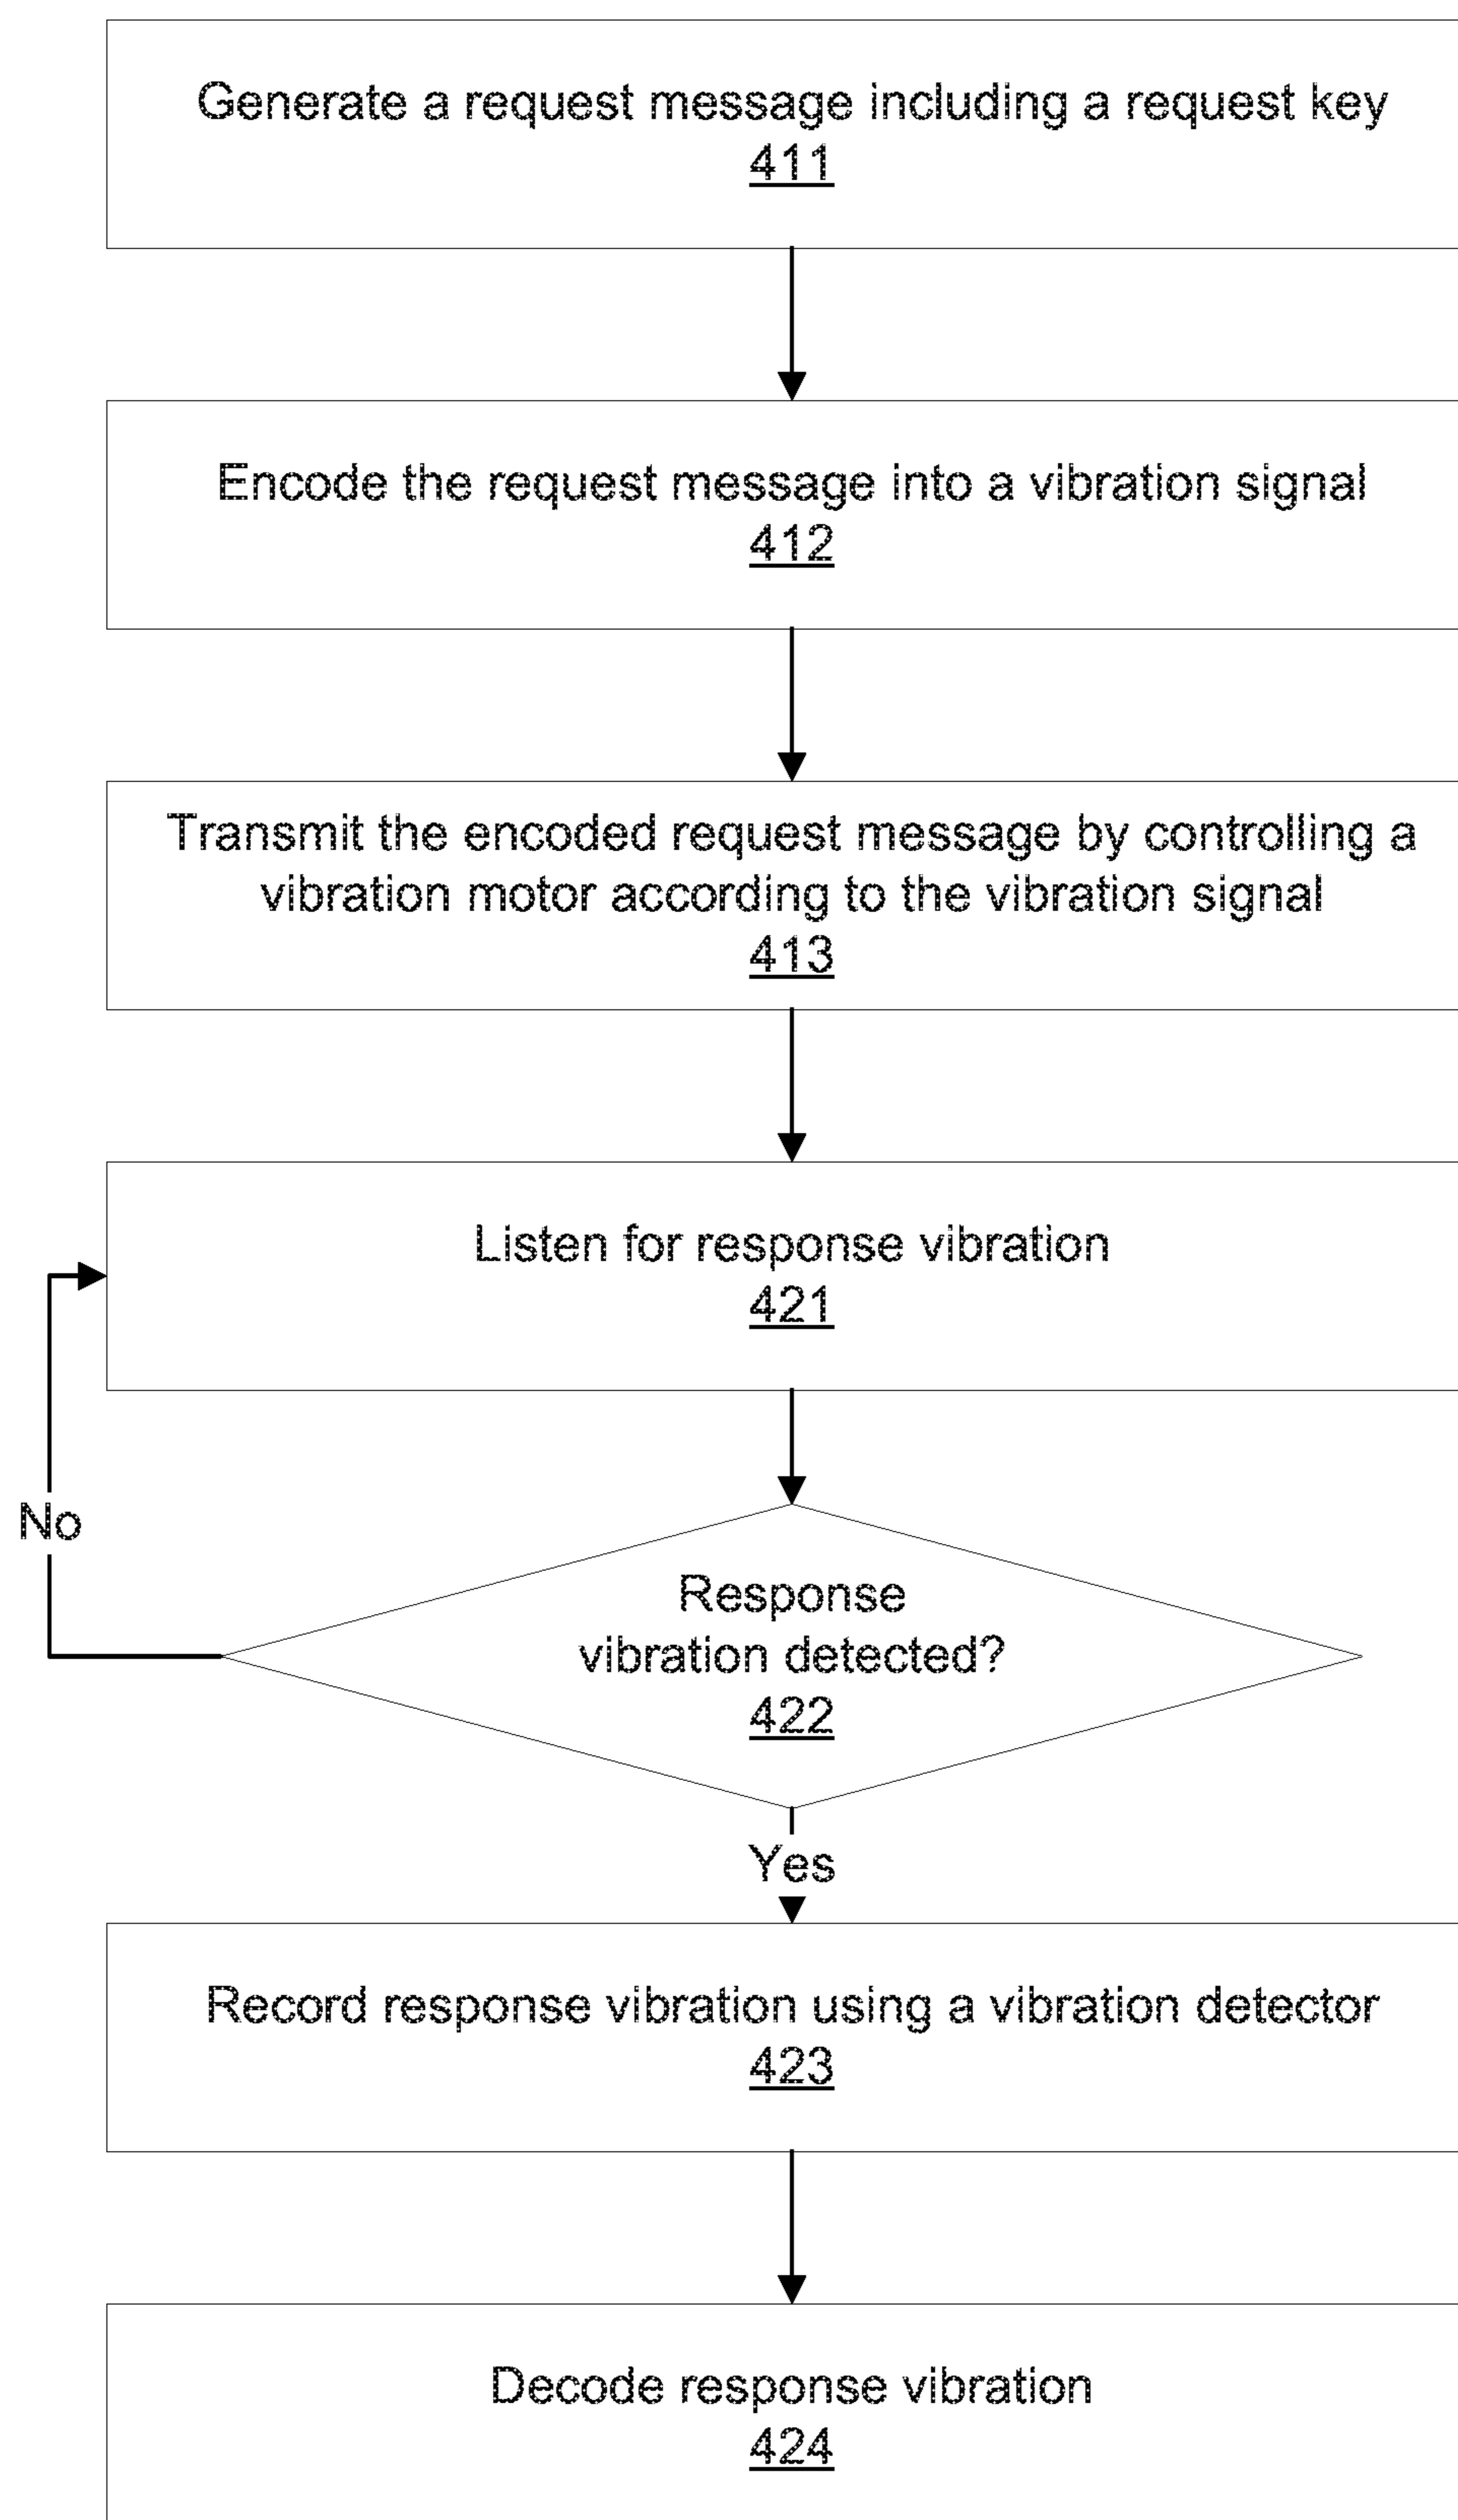 Generate a request message including a request key
411
Encode the request message into a vibration signal
412
Transmit the encoded request message by controlling a
vibration motor according to the vibration signal
413
Listen for response vibration
421
No
Response
vibration detected?
422
Yes
Record response vibration using a vibration detector
423
Decode response vibration
424